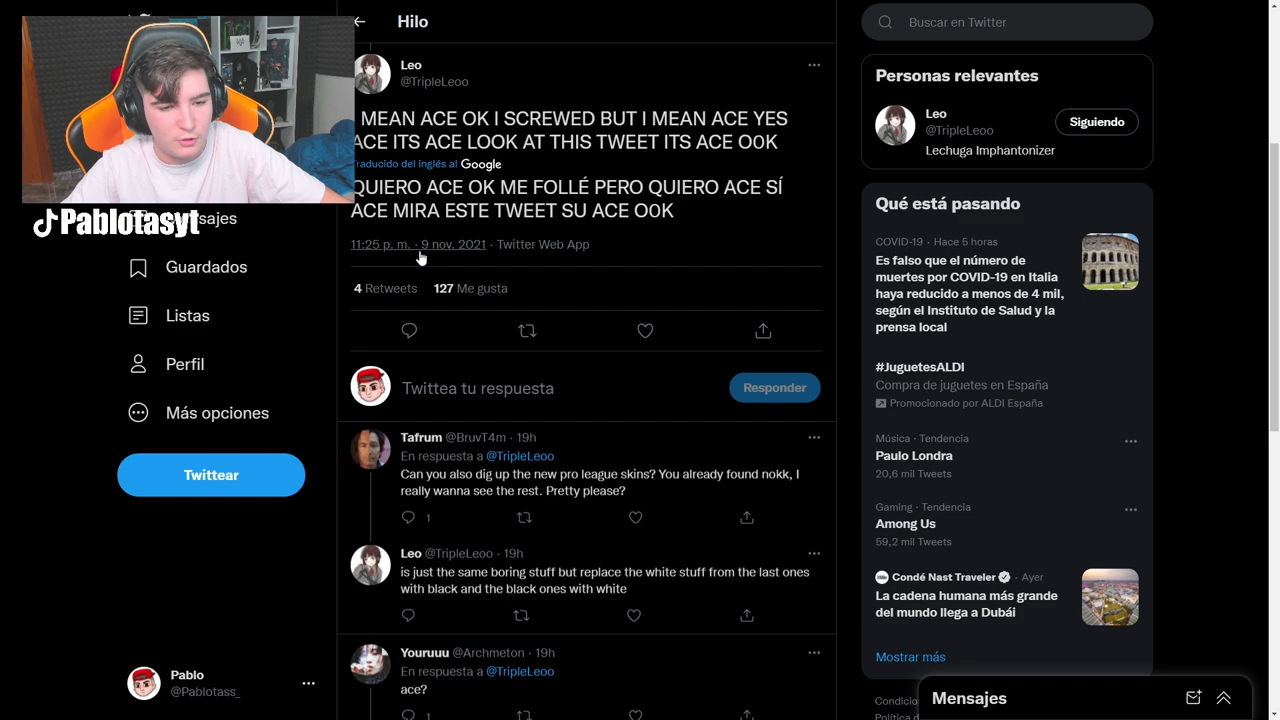 Hilo
Leo
@TripleLeoo
MEAN ACE OK I SCREWED BUT I MEAN ACE YES
ACE ITS ACE LOOK AT THIS TWEET ITS ACE OO0K
Traducido del inglés al Google
QUIERO ACE OK ME FOLLÉ PERO QUIERO ACE SÍ
ACE MIRA ESTE TWEET SU ACE O0K
11:25 p. m. · 9 nov. 2021 · Twitter Web App
4 Retweets 127 Me gusta
Twittea tu respuesta
Responder
Tafrum @BruvT4m · 19h
En respuesta a @TripleLeoo
Can you also dig up the new pro league skins? You already found nokk, I
really wanna see the rest. Pretty please?
1
Leo @TripleLeoo · 19h
is just the same boring stuff but replace the white stuff from the last ones
with black and the black ones with white
Youruuu @Archmeton · 19h
En respuesta a @TripleLeoo
ace?
1
Pablotasyt
sajes
Guardados
Listas
Perfil
Más opciones
Twittear
Pablo
@Pablotass_
Buscar en Twitter
Personas relevantes
Leo
@TripleLeoo
Siguiendo
Lechuga Imphantonizer
Qué está pasando
COVID-19 · Hace 5 horas
Es falso que el número de
muertes por COVID-19 en Italia
haya reducido a menos de 4 mil,
según el Instituto de Salud y la
prensa local
#JuguetesALDI
Compra de juguetes en España
Promocionado por ALDI España
Música · Tendencia
Paulo Londra
20,6 mil Tweets
Gaming · Tendencia
Among Us
59,2 mil Tweets
Condé Nast Traveler · Ayer
La cadena humana más grande
del mundo llega a Dubái
Mostrar más
Condicio
Mensajes